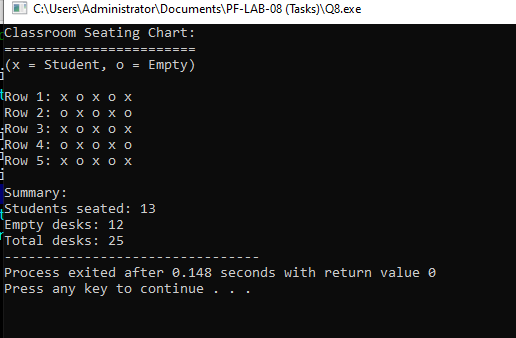 C:\Users\Administrator\Documents\PF-LAB-08 (Tasks)\Q8.exe
Classroom Seating Chart:
========================
(x = Student, o = Empty)
Row 1: x o x o x
Row 2: o x o x o
Row 3: x o x o x
Row 4: o x o x o
Row 5: x o x o x
Summary:
Students seated: 13
Empty desks: 12
Total desks: 25
--------------------------------
Process exited after 0.148 seconds with return value 0
Press any key to continue . . .